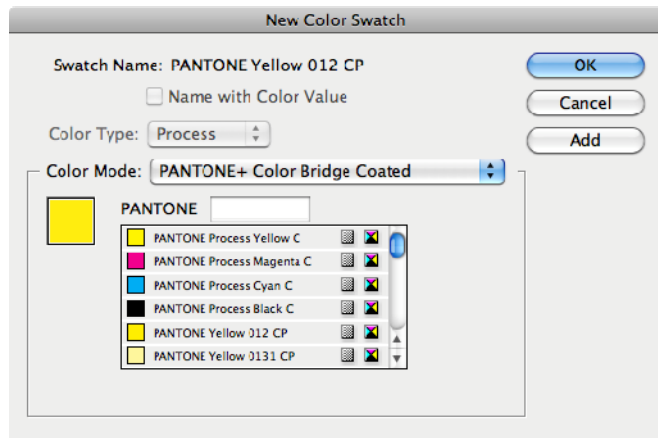 New Color Swatch
Swatch Name: PANTONE Yellow 012 CP
OK
Name with Color Value
Cancel
Color Type: Process
Add
Color Mode: PANTONE+ Color Bridge Coated
PANTONE
PANTONE Process Yellow C
PANTONE Process Magenta C
PANTONE Process Cyan C
PANTONE Process Black C
PANTONE Yellow 012 CP
PANTONE Yellow 0131 CP